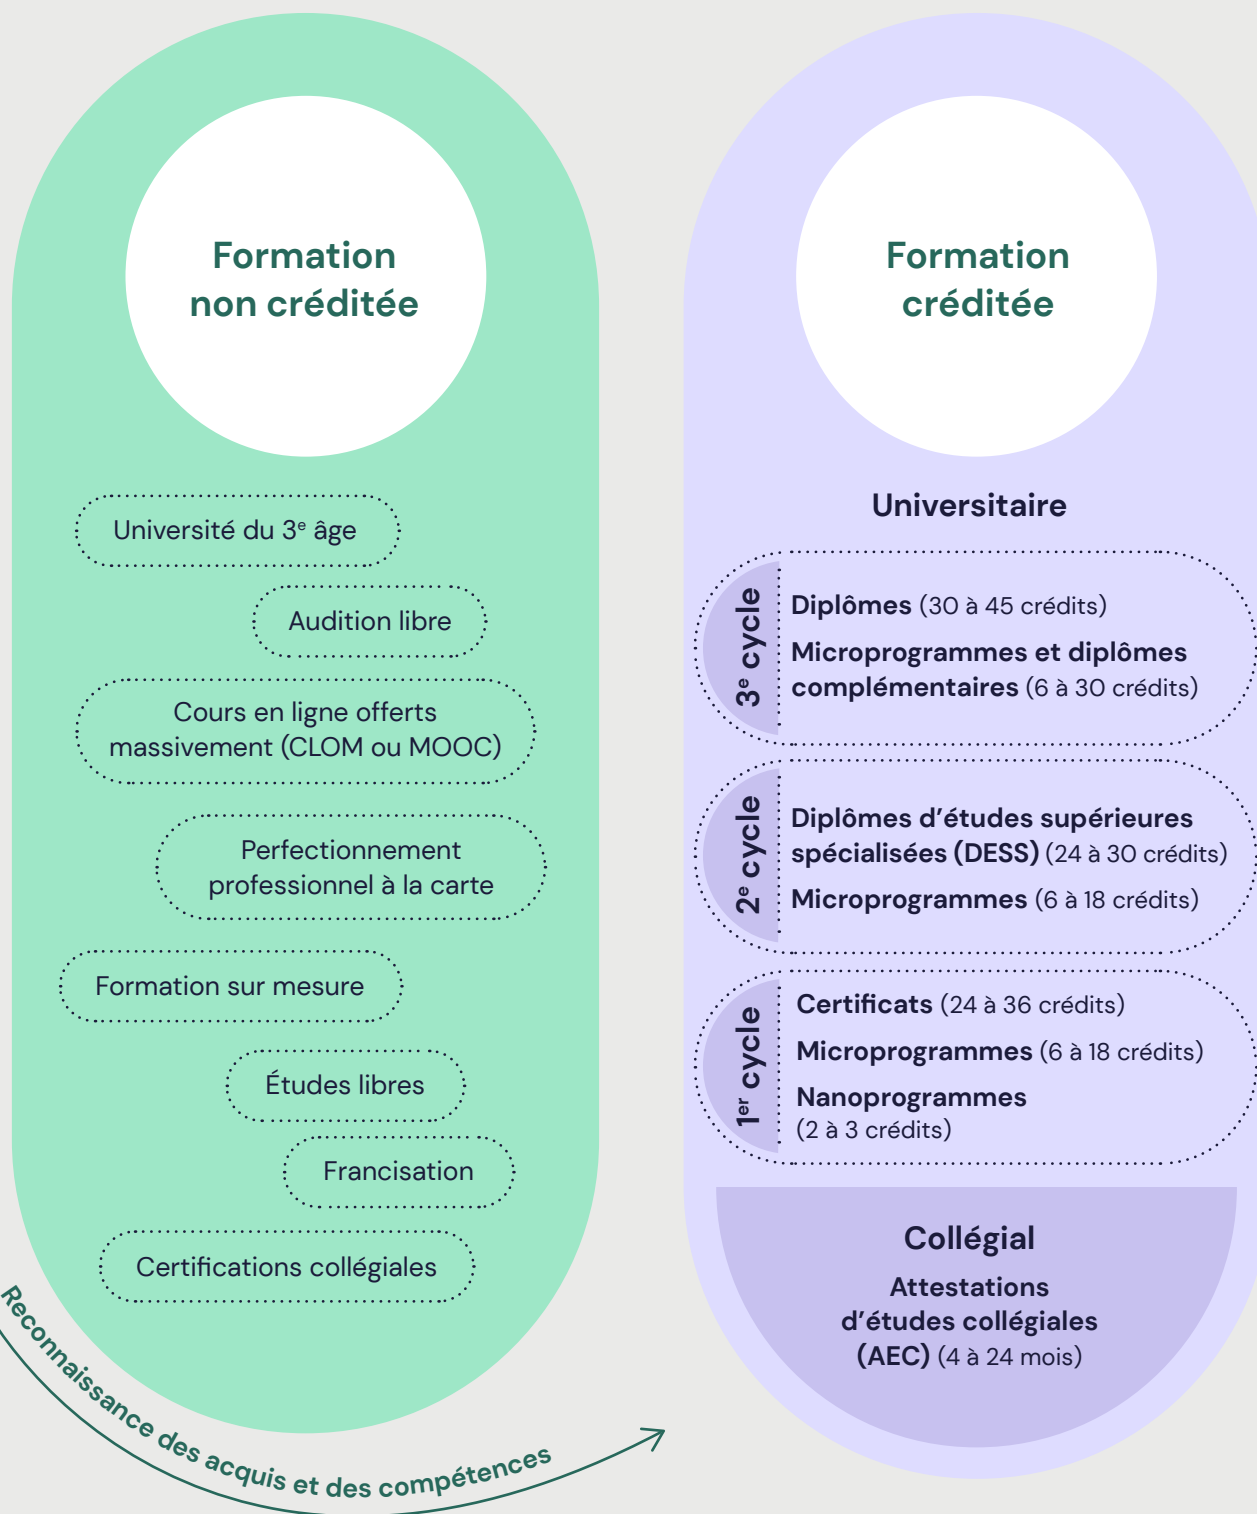 Formation
non créditée
Université du 3e âge
Audition libre
Cours en ligne offerts
massivement (CLOM ou MOOC)
Perfectionnement
professionnel à la carte
Formation sur mesure
Études libres
Francisation
Certifications collégiales
Reconnaissance des acquis et des compétences
Formation
créditée
Universitaire
3e cycle
Diplômes (30 à 45 crédits)
Microprogrammes et diplômes
complémentaires (6 à 30 crédits)
2e cycle
Diplômes d’études supérieures
spécialisées (DESS) (24 à 30 crédits)
Microprogrammes (6 à 18 crédits)
1er cycle
Certificats (24 à 36 crédits)
Microprogrammes (6 à 18 crédits)
Nanoprogrammes
(2 à 3 crédits)
Collégial
Attestations
d’études collégiales
(AEC) (4 à 24 mois)